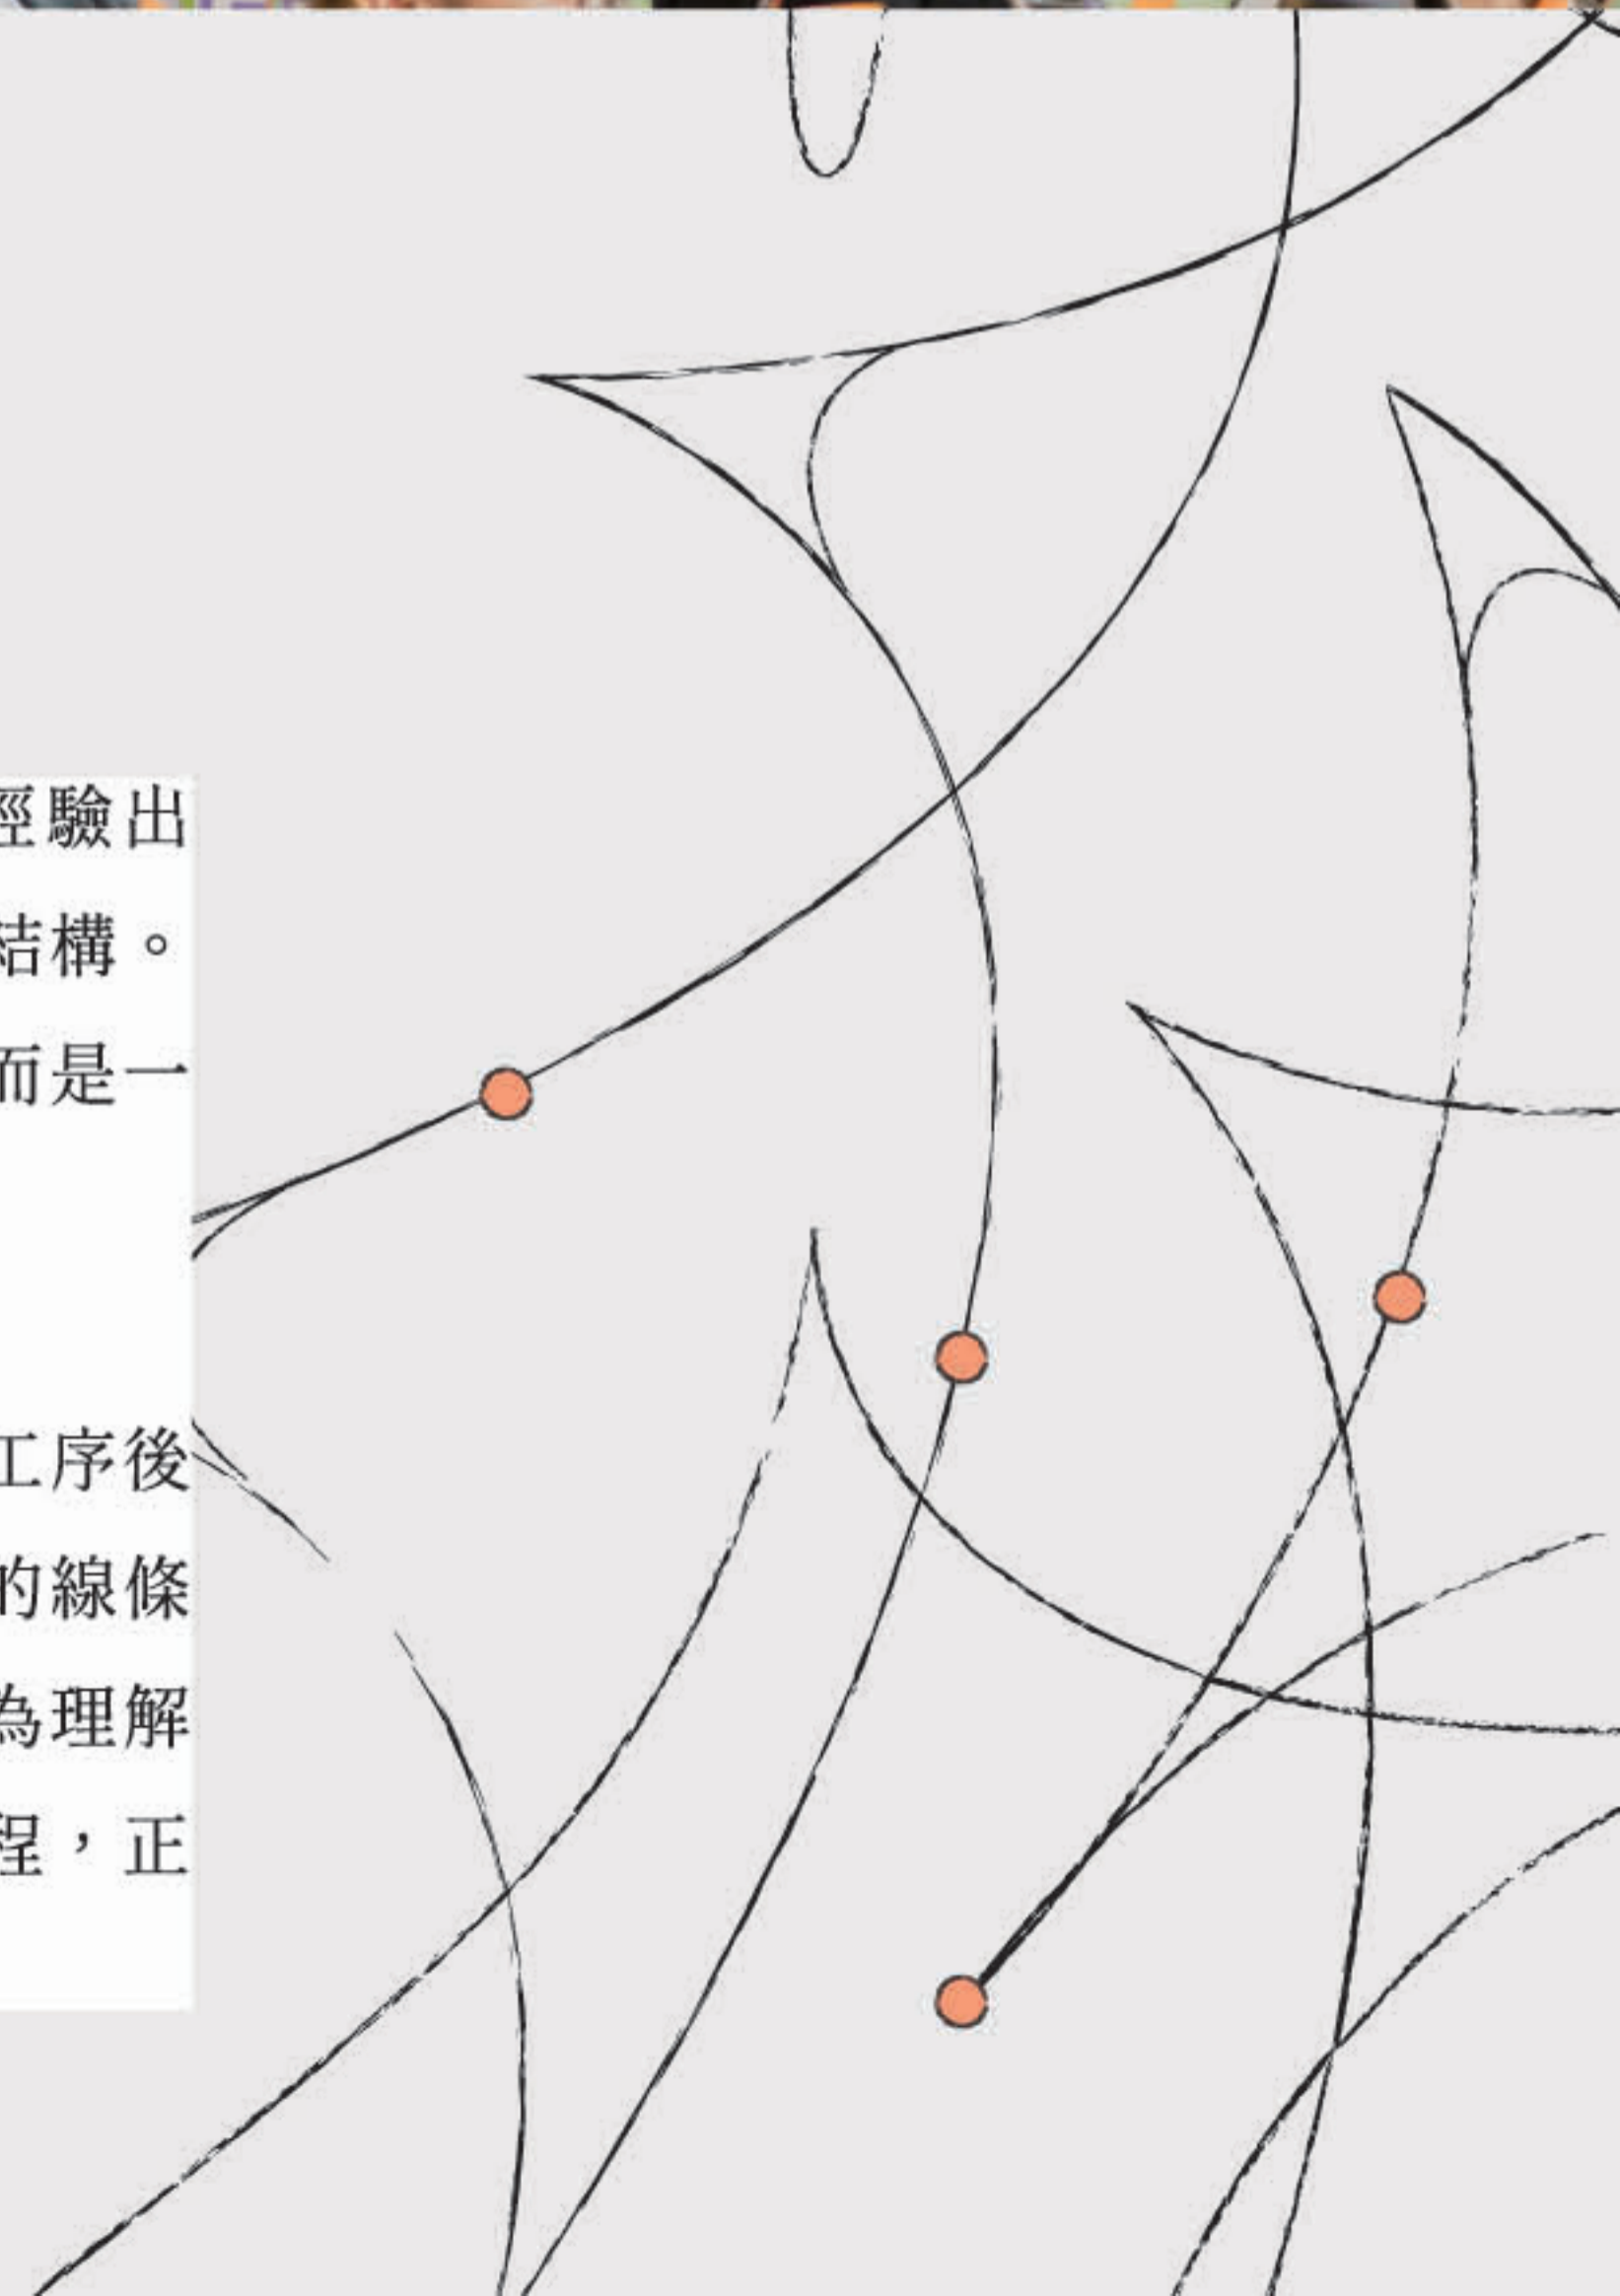 經驗出
結構。
而是一
工序後
的線條
為理解
程，正